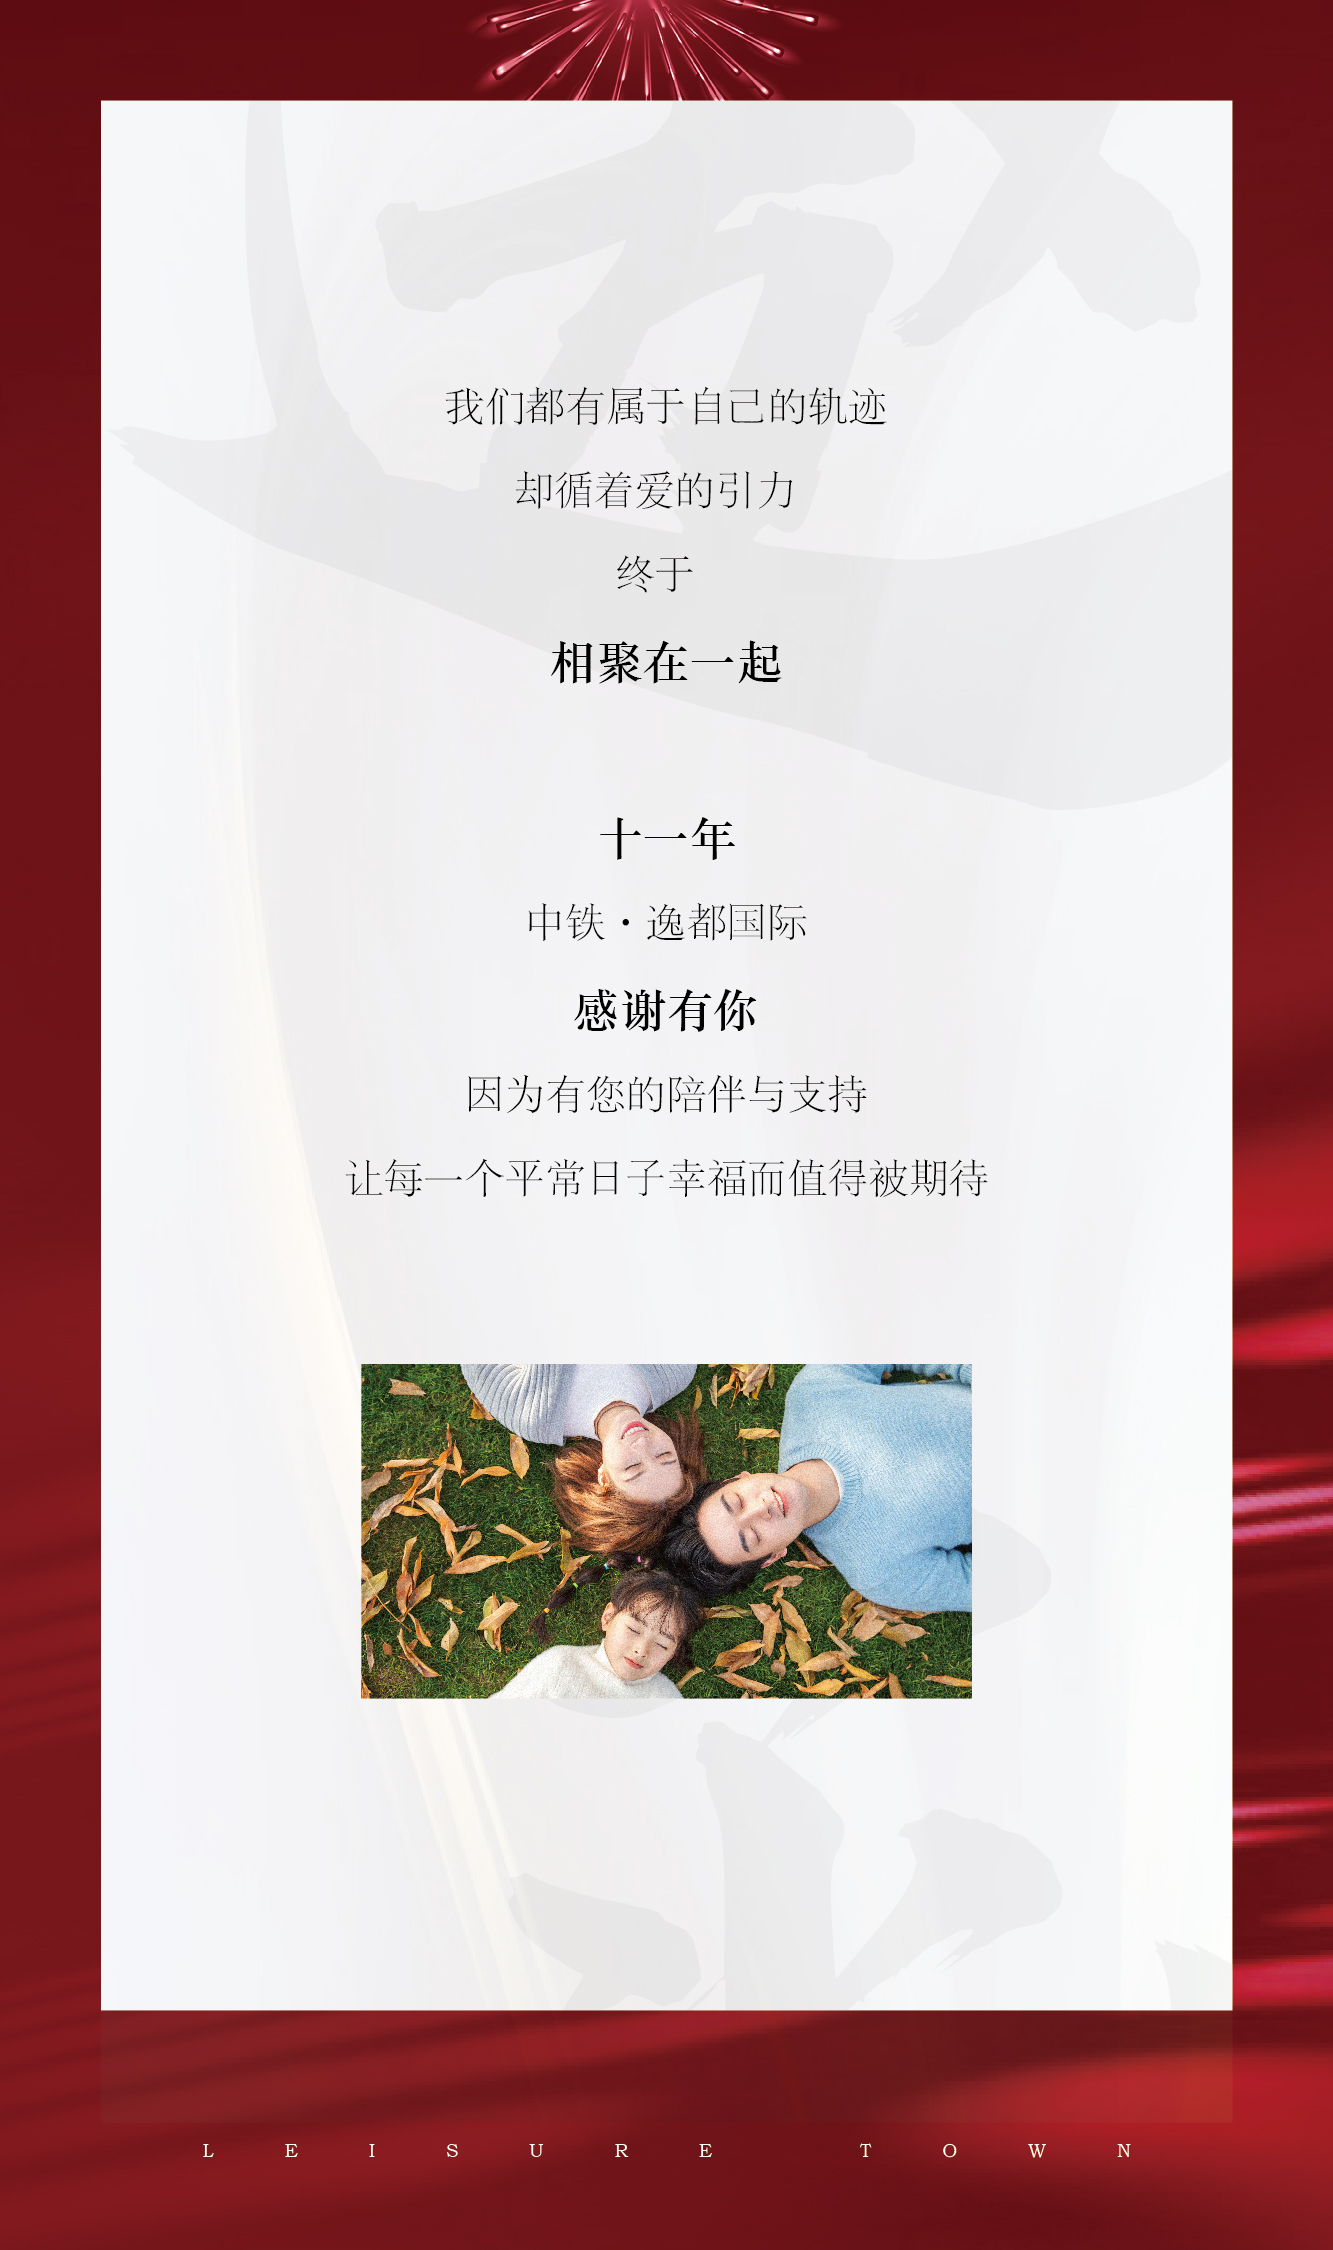 我们都有属于自己的轨迹
却循着爱的引力
终于
相聚在一起
十一年
中铁·逸都国际
感谢有你
因为有您的陪伴与支持
让每一个平常日子幸福而值得被期待
LEISURE TOWN